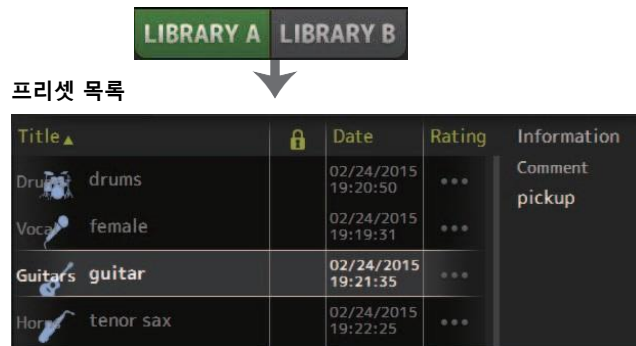 LIBRARY A LIBRARY B
프리셋 목록
Title▲ Date Rating Information
Comment
pickup
drums 02/24/2015
19:20:50
Vocal female 02/24/2015
19:19:31
Guitars guitar 02/24/2015
19:21:35
tenor sax 02/24/2015
19:22:25